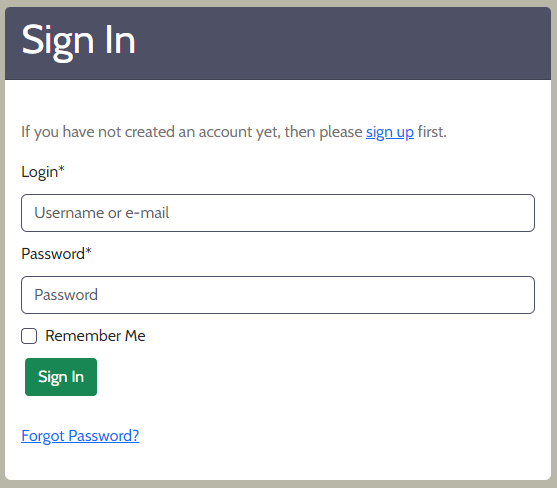 Sign In
If you have not created an account yet, then please sign up first.
Login*
Username or e-mail
Password*
Password
Remember Me
Sign In
Forgot Password?